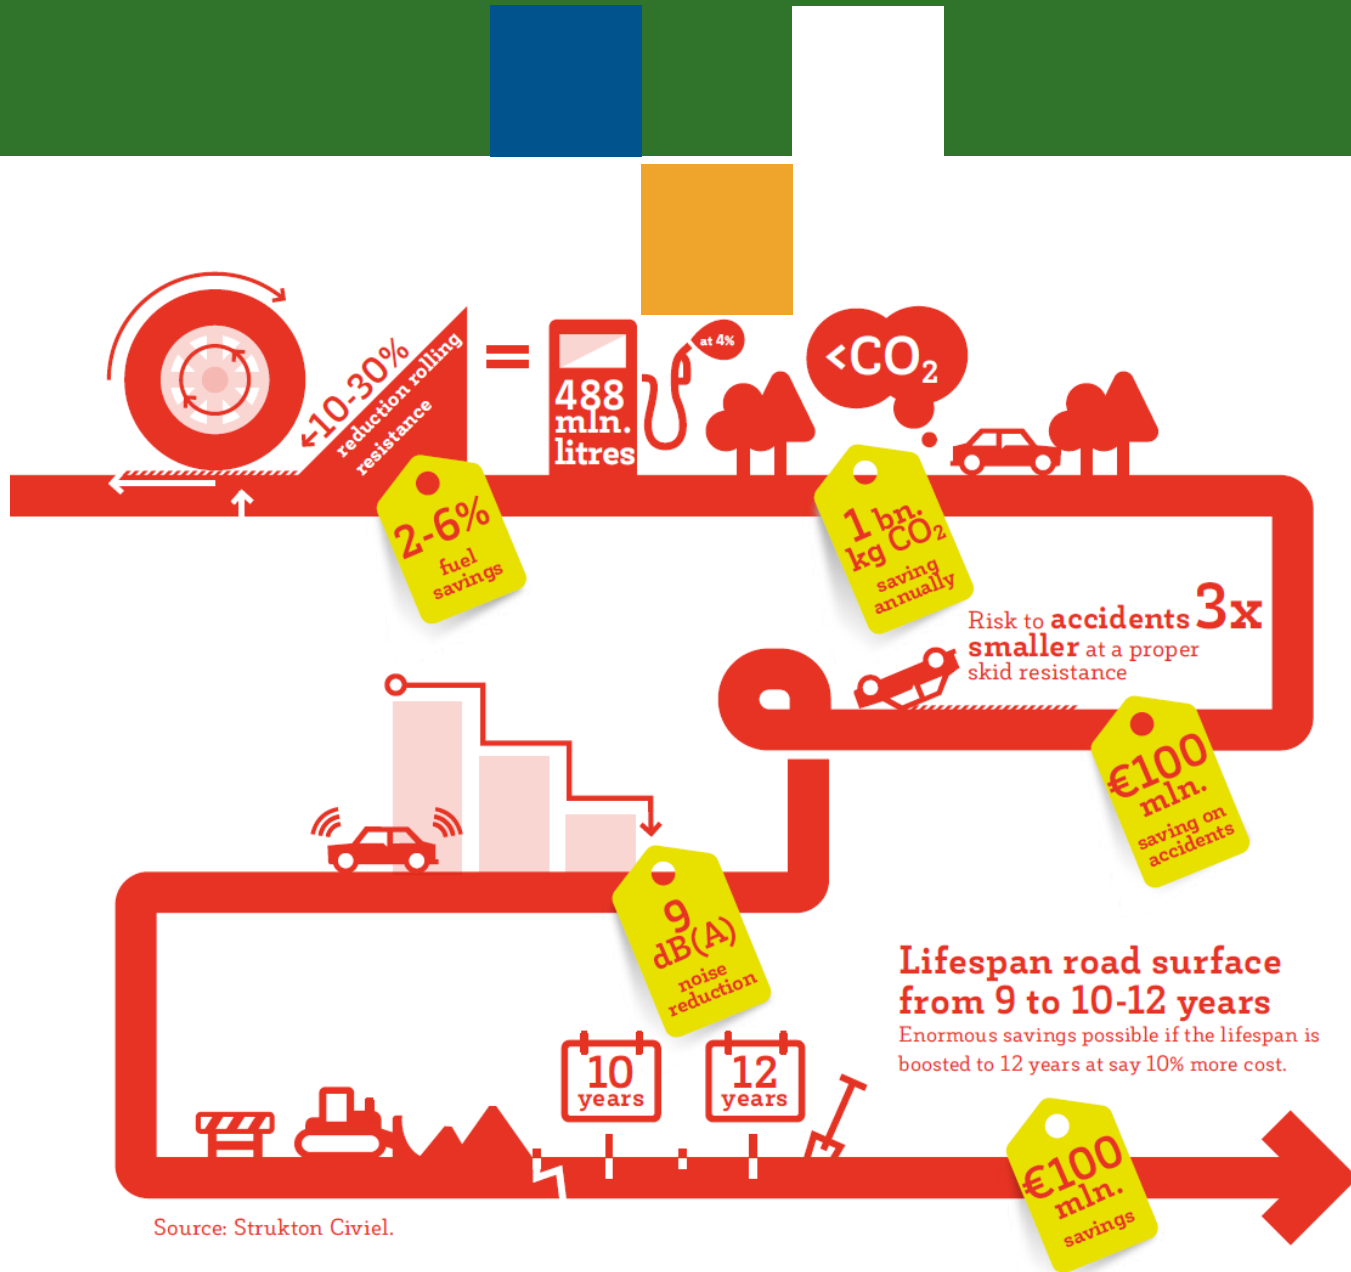 ←10-30%
reduction rolling
resistance
488
mln.
litres
at 4%
<CO₂
2-6%
fuel
savings
1 bn.
kg CO₂
saving
annually
Risk to accidents 3x
smaller at a proper
skid resistance
€100
mln.
saving on
accidents
9
dB(A)
noise
reduction
Lifespan road surface
from 9 to 10-12 years
Enormous savings possible if the lifespan is
boosted to 12 years at say 10% more cost.
10
years
12
years
€100
mln.
savings
Source: Strukton Civiel.